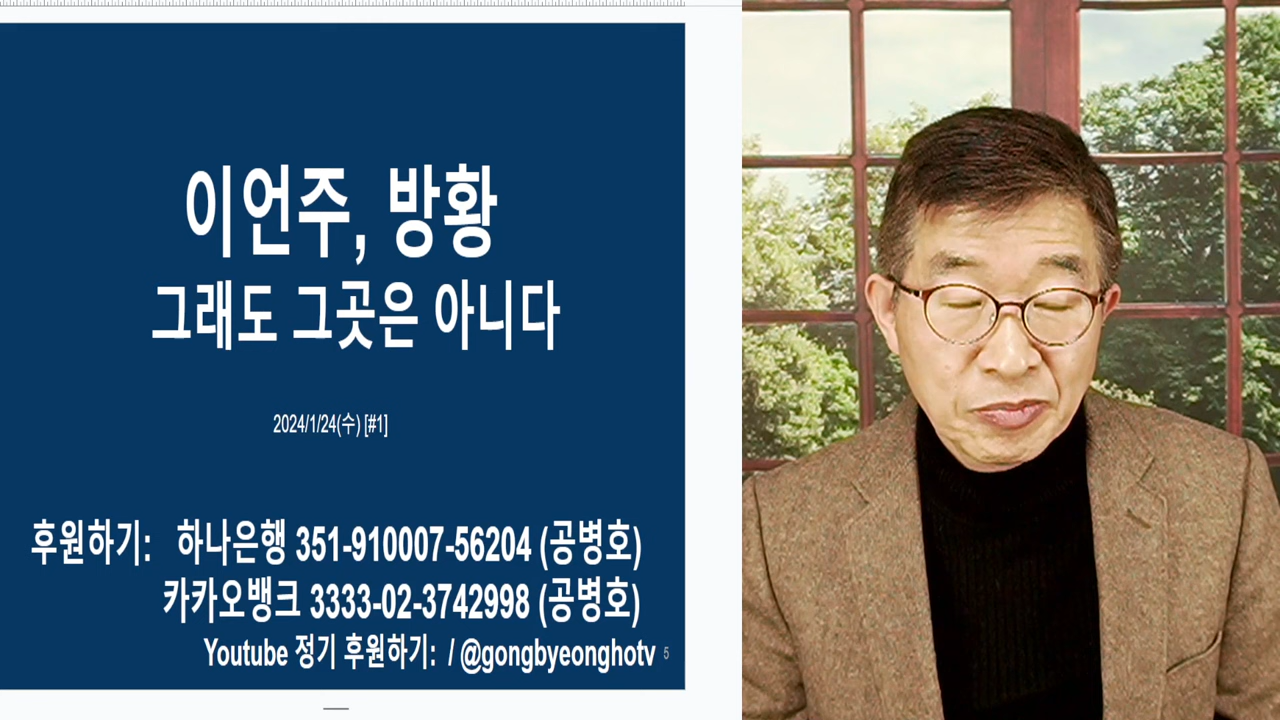 이언주, 방황
그래도 그곳은 아니다
2024/1/24(수) [#1]
후원하기: 하나은행 351-910007-56204 (공병호)
카카오뱅크 3333-02-3742998 (공병호)
Youtube 정기 후원하기: / @gongbyeonghotv
5